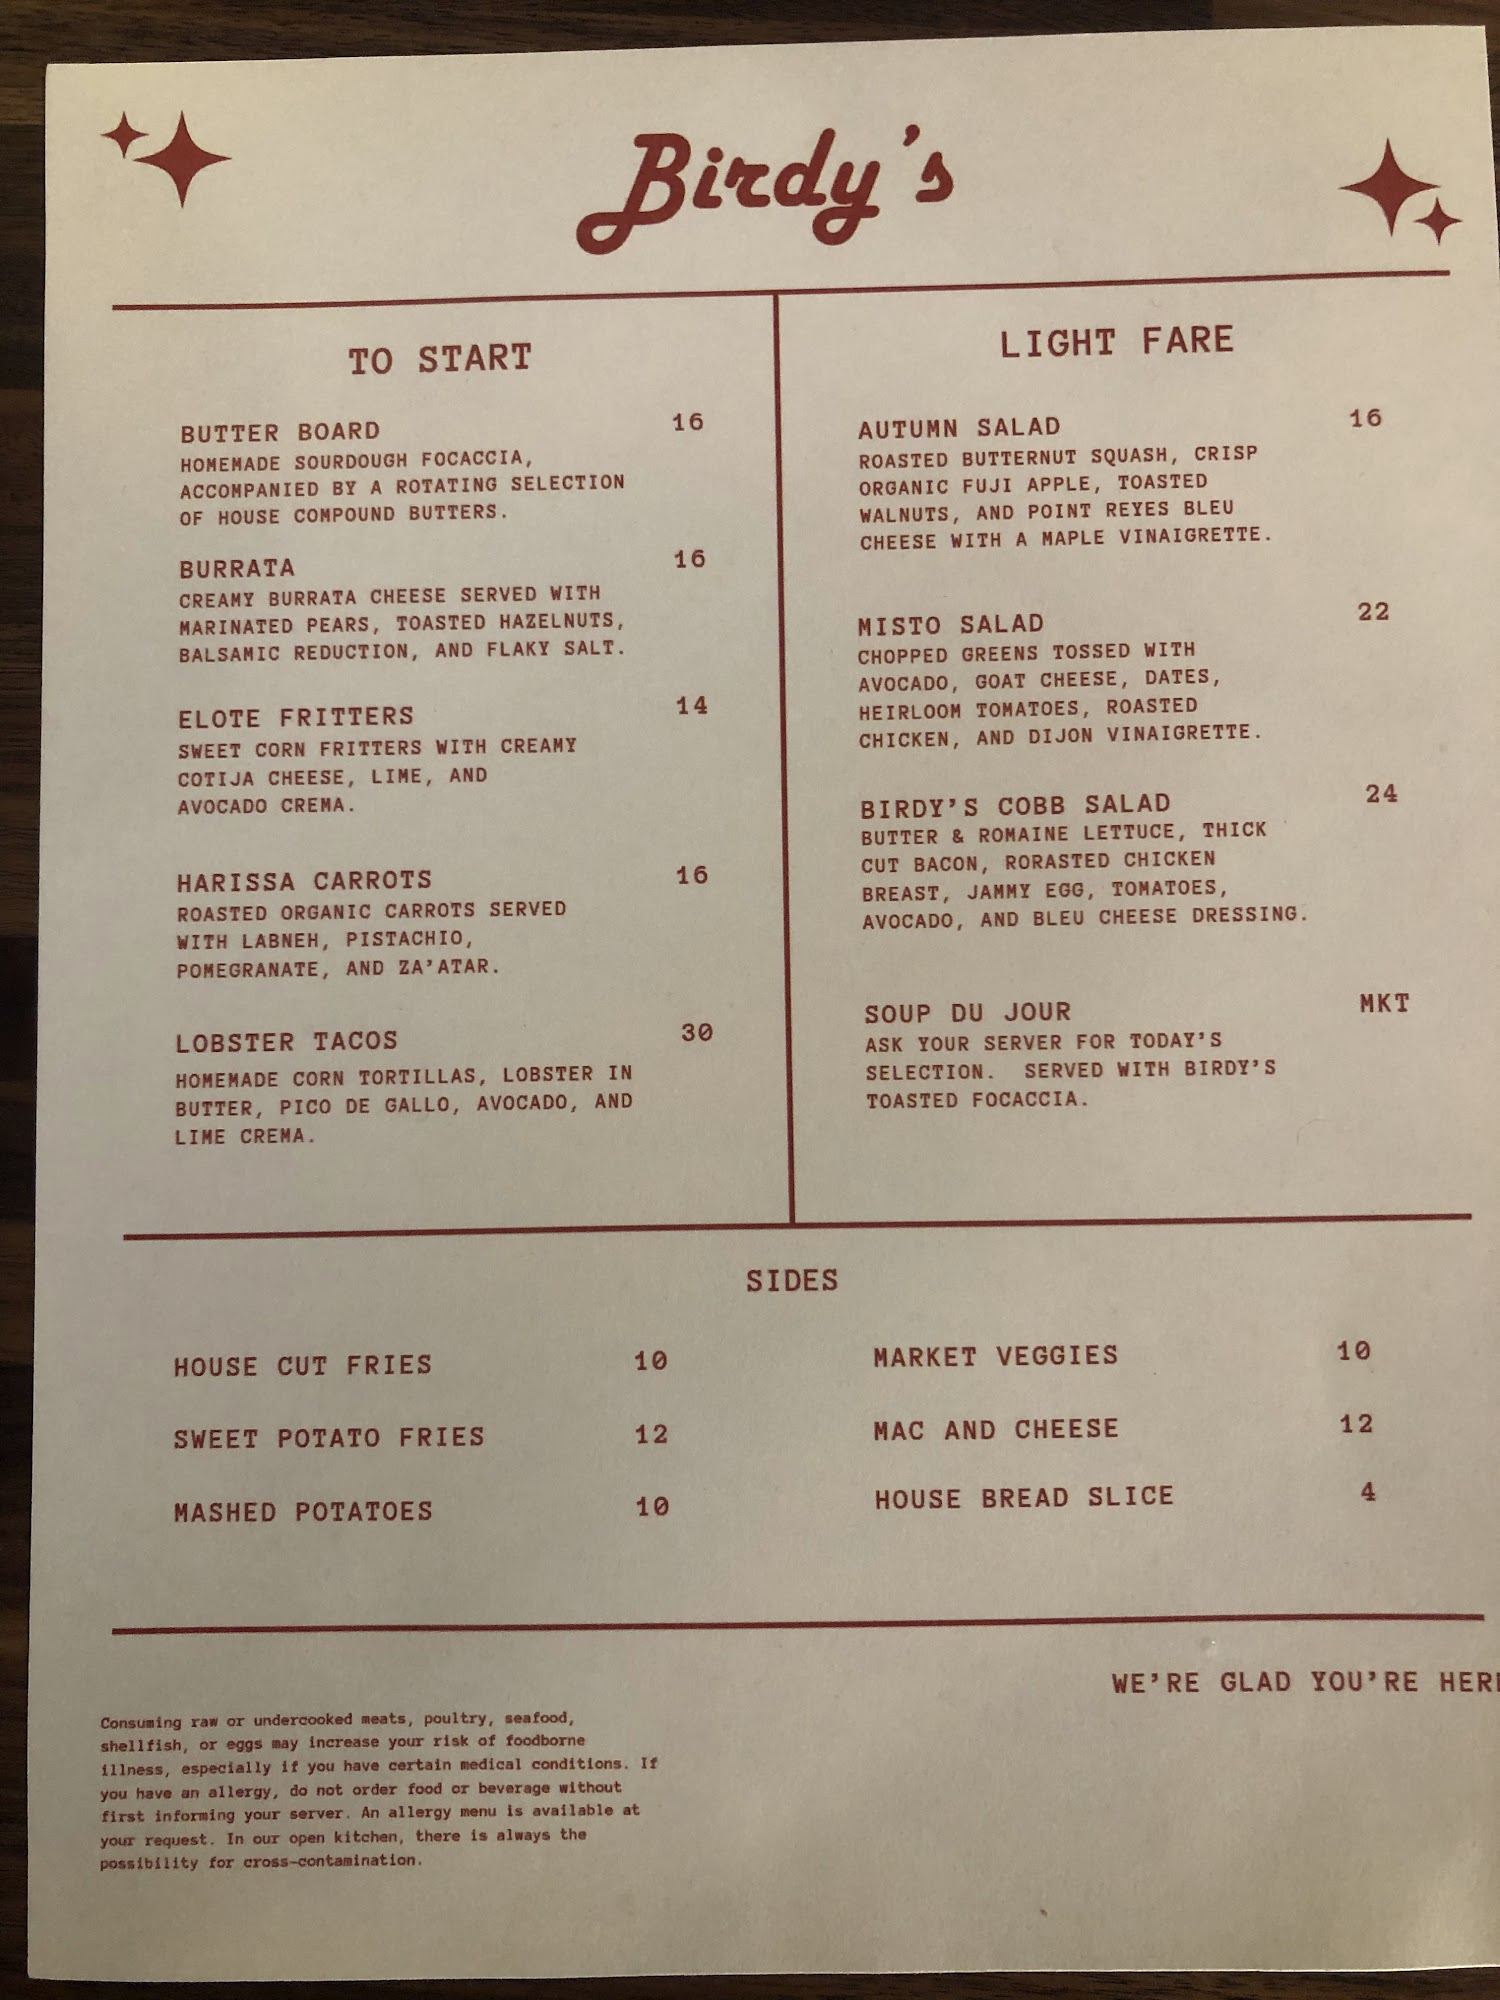 Birdy's
TO START
BUTTER BOARD 16
HOMEMADE SOURDOUGH FOCACCIA,
ACCOMPANIED BY A ROTATING SELECTION
OF HOUSE COMPOUND BUTTERS.
BURRATA 16
CREAMY BURRATA CHEESE SERVED WITH
MARINATED PEARS, TOASTED HAZELNUTS,
BALSAMIC REDUCTION, AND FLAKY SALT.
ELOTE FRITTERS 14
SWEET CORN FRITTERS WITH CREAMY
COTIJA CHEESE, LIME, AND
AVOCADO CREMA.
HARISSA CARROTS 16
ROASTED ORGANIC CARROTS SERVED
WITH LABNEH, PISTACHIO,
POMEGRANATE, AND ZA'ATAR.
LOBSTER TACOS 30
HOMEMADE CORN TORTILLAS, LOBSTER IN
BUTTER, PICO DE GALLO, AVOCADO, AND
LIME CREMA.
LIGHT FARE
AUTUMN SALAD 16
ROASTED BUTTERNUT SQUASH, CRISP
ORGANIC FUJI APPLE, TOASTED
WALNUTS, AND POINT REYES BLEU
CHEESE WITH A MAPLE VINAIGRETTE.
MISTO SALAD 22
CHOPPED GREENS TOSSED WITH
AVOCADO, GOAT CHEESE, DATES,
HEIRLOOM TOMATOES, ROASTED
CHICKEN, AND DIJON VINAIGRETTE.
BIRDY'S COBB SALAD 24
BUTTER & ROMAINE LETTUCE, THICK
CUT BACON, RORASTED CHICKEN
BREAST, JAMMY EGG, TOMATOES,
AVOCADO, AND BLEU CHEESE DRESSING.
SOUP DU JOUR MKT
ASK YOUR SERVER FOR TODAY'S
SELECTION. SERVED WITH BIRDY'S
TOASTED FOCACCIA.
SIDES
HOUSE CUT FRIES 10
SWEET POTATO FRIES 12
MASHED POTATOES 10
MARKET VEGGIES 10
MAC AND CHEESE 12
HOUSE BREAD SLICE 4
WE'RE GLAD YOU'RE HER
Consuming raw or undercooked meats, poultry, seafood,
shellfish, or eggs may increase your risk of foodborne
illness, especially if you have certain medical conditions. If
you have an allergy, do not order food or beverage without
first informing your server. An allergy menu is available at
your request. In our open kitchen, there is always the
possibility for cross-contamination.